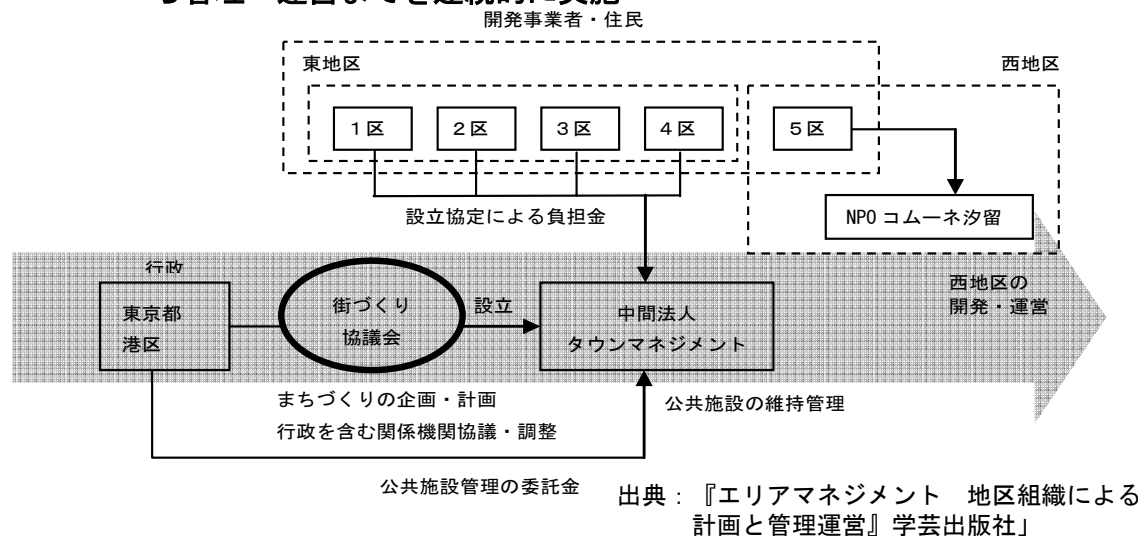 開発事業者・住民
東地区
西地区
1区
2区
3区
4区
5区
設立協定による負担金
NPO コムーネ汐留
行政
東京都
港区
街づくり
協議会
設立
中間法人
タウンマネジメント
西地区の
開発・運営
まちづくりの企画・計画
行政を含む関係機関協議・調整
公共施設の維持管理
公共施設管理の委託金
出典：『エリアマネジメント　地区組織による
計画と管理運営』学芸出版社」